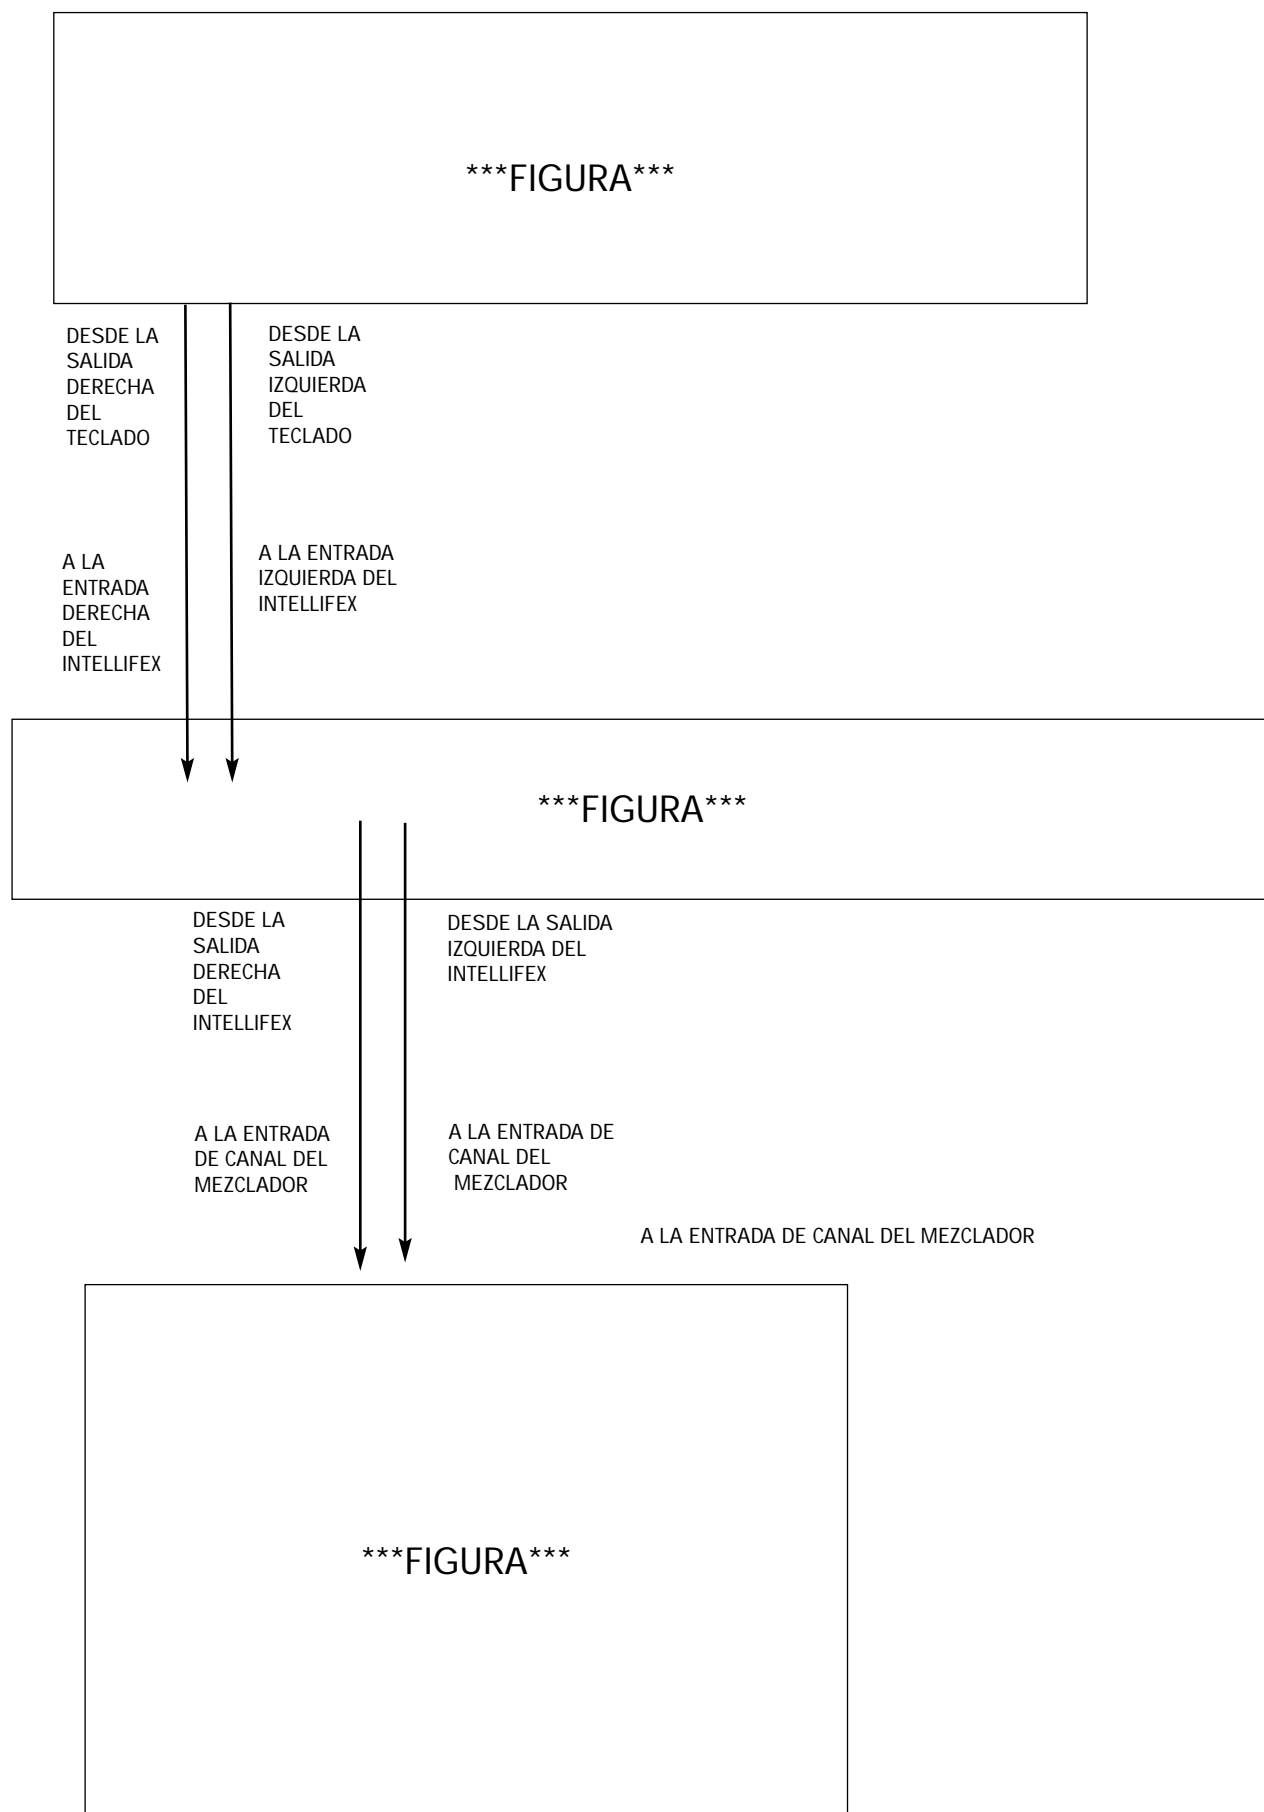 ***FIGURA***
DESDE LA
SALIDA
DERECHA
DEL
TECLADO
DESDE LA
SALIDA
IZQUIERDA
DEL
TECLADO
A LA
ENTRADA
DERECHA
DEL
INTELLIFEX
A LA ENTRADA
IZQUIERDA DEL
INTELLIFEX
***FIGURA***
DESDE LA
SALIDA
DERECHA
DEL
INTELLIFEX
DESDE LA SALIDA
IZQUIERDA DEL
INTELLIFEX
A LA ENTRADA
DE CANAL DEL
MEZCLADOR
A LA ENTRADA DE
CANAL DEL
MEZCLADOR
A LA ENTRADA DE CANAL DEL MEZCLADOR
***FIGURA***